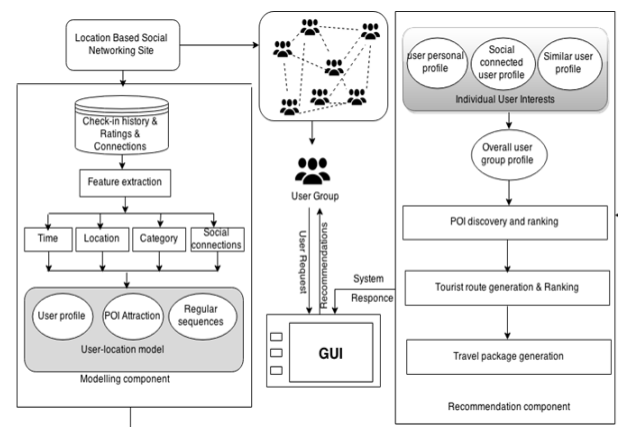 Location Based Social
Networking Site
Check-in history &
Ratings &
Connections
Feature extraction
Time
Location
Category
Social
connections
User profile
POI Attraction
Regular
sequences
User-location model
Modelling component
User Group
User Request
Recommendations
System
Responce
GUI
user personal
profile
Social
connected
user profile
Similar user
profile
Individual User Interests
Overall user
group profile
POI discovery and ranking
Tourist route generation & Ranking
Travel package generation
Recommendation component